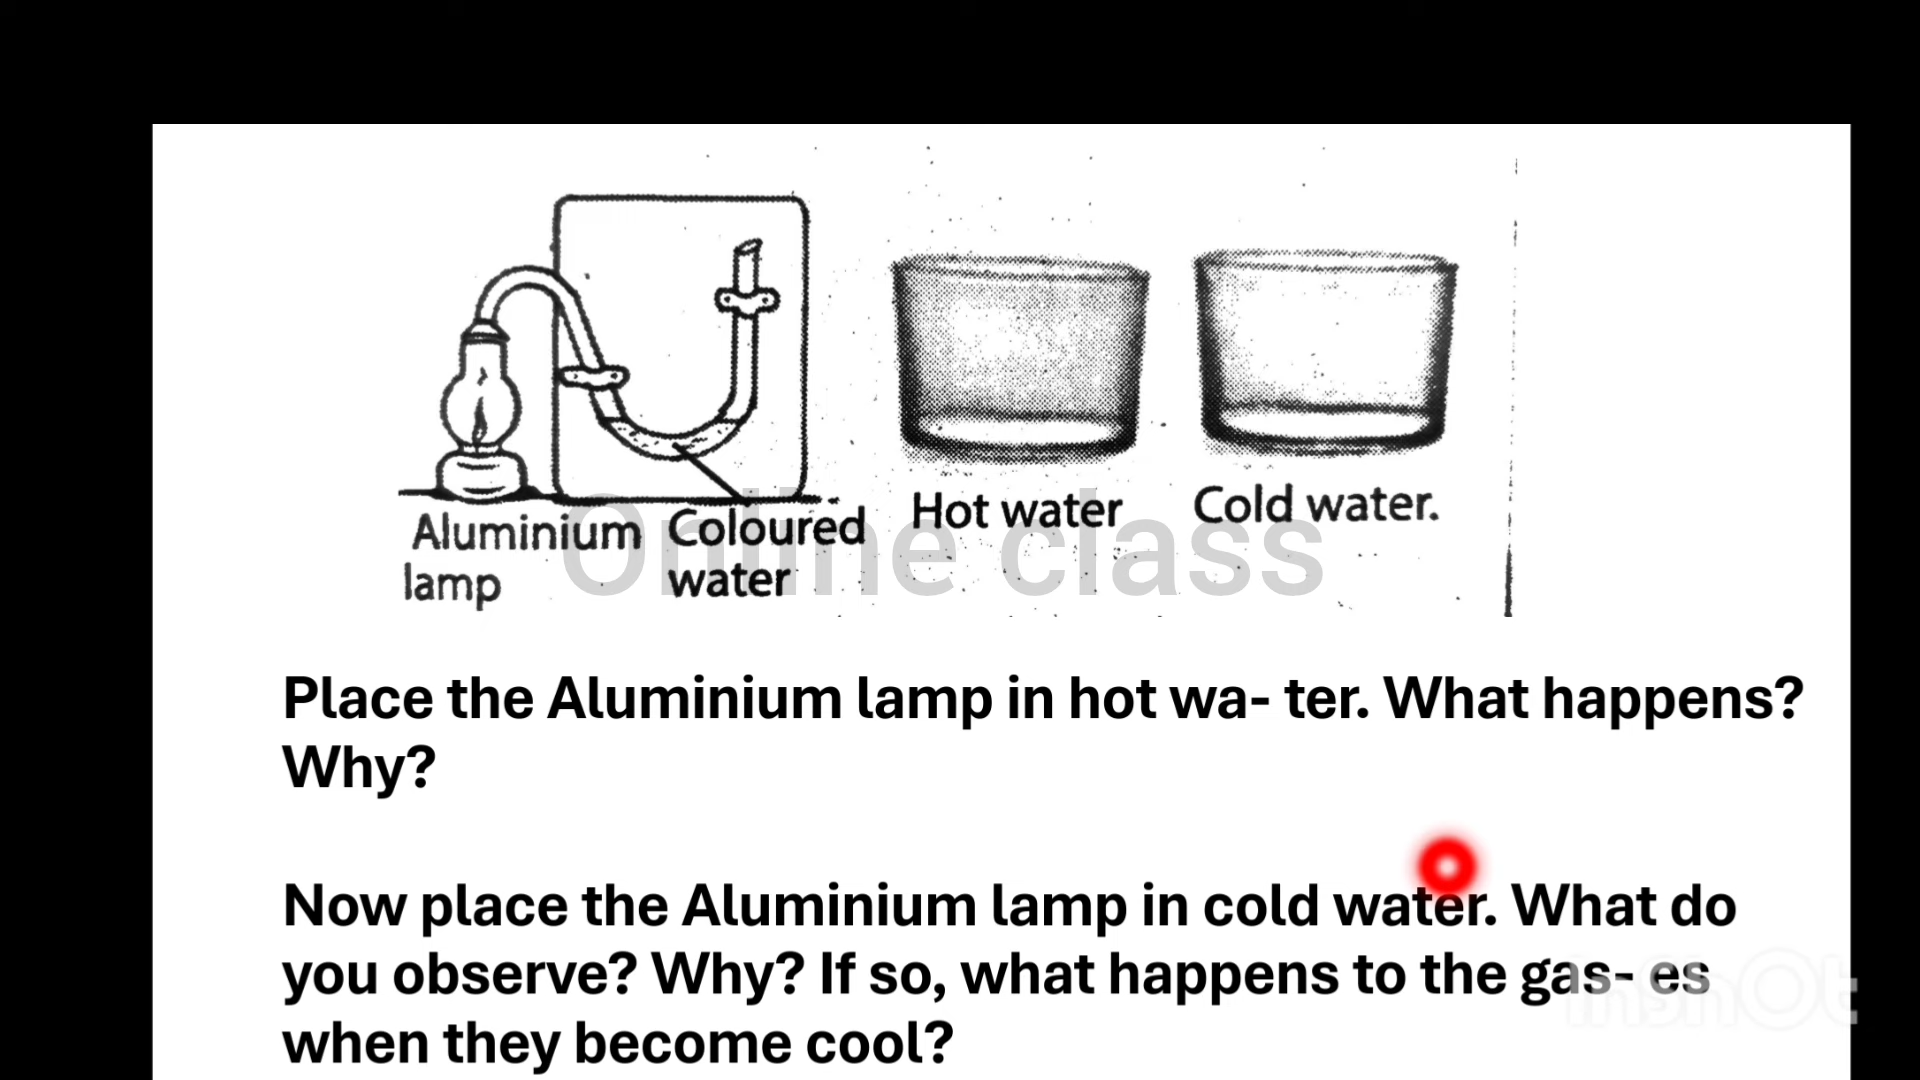 Aluminium
lamp
Coloured
water
Hot water
Cold water.
Online class
Place the Aluminium lamp in hot wa- ter. What happens?
Why?
Now place the Aluminium lamp in cold water. What do
you observe? Why? If so, what happens to the gas- es
when they become cool?
InShOt